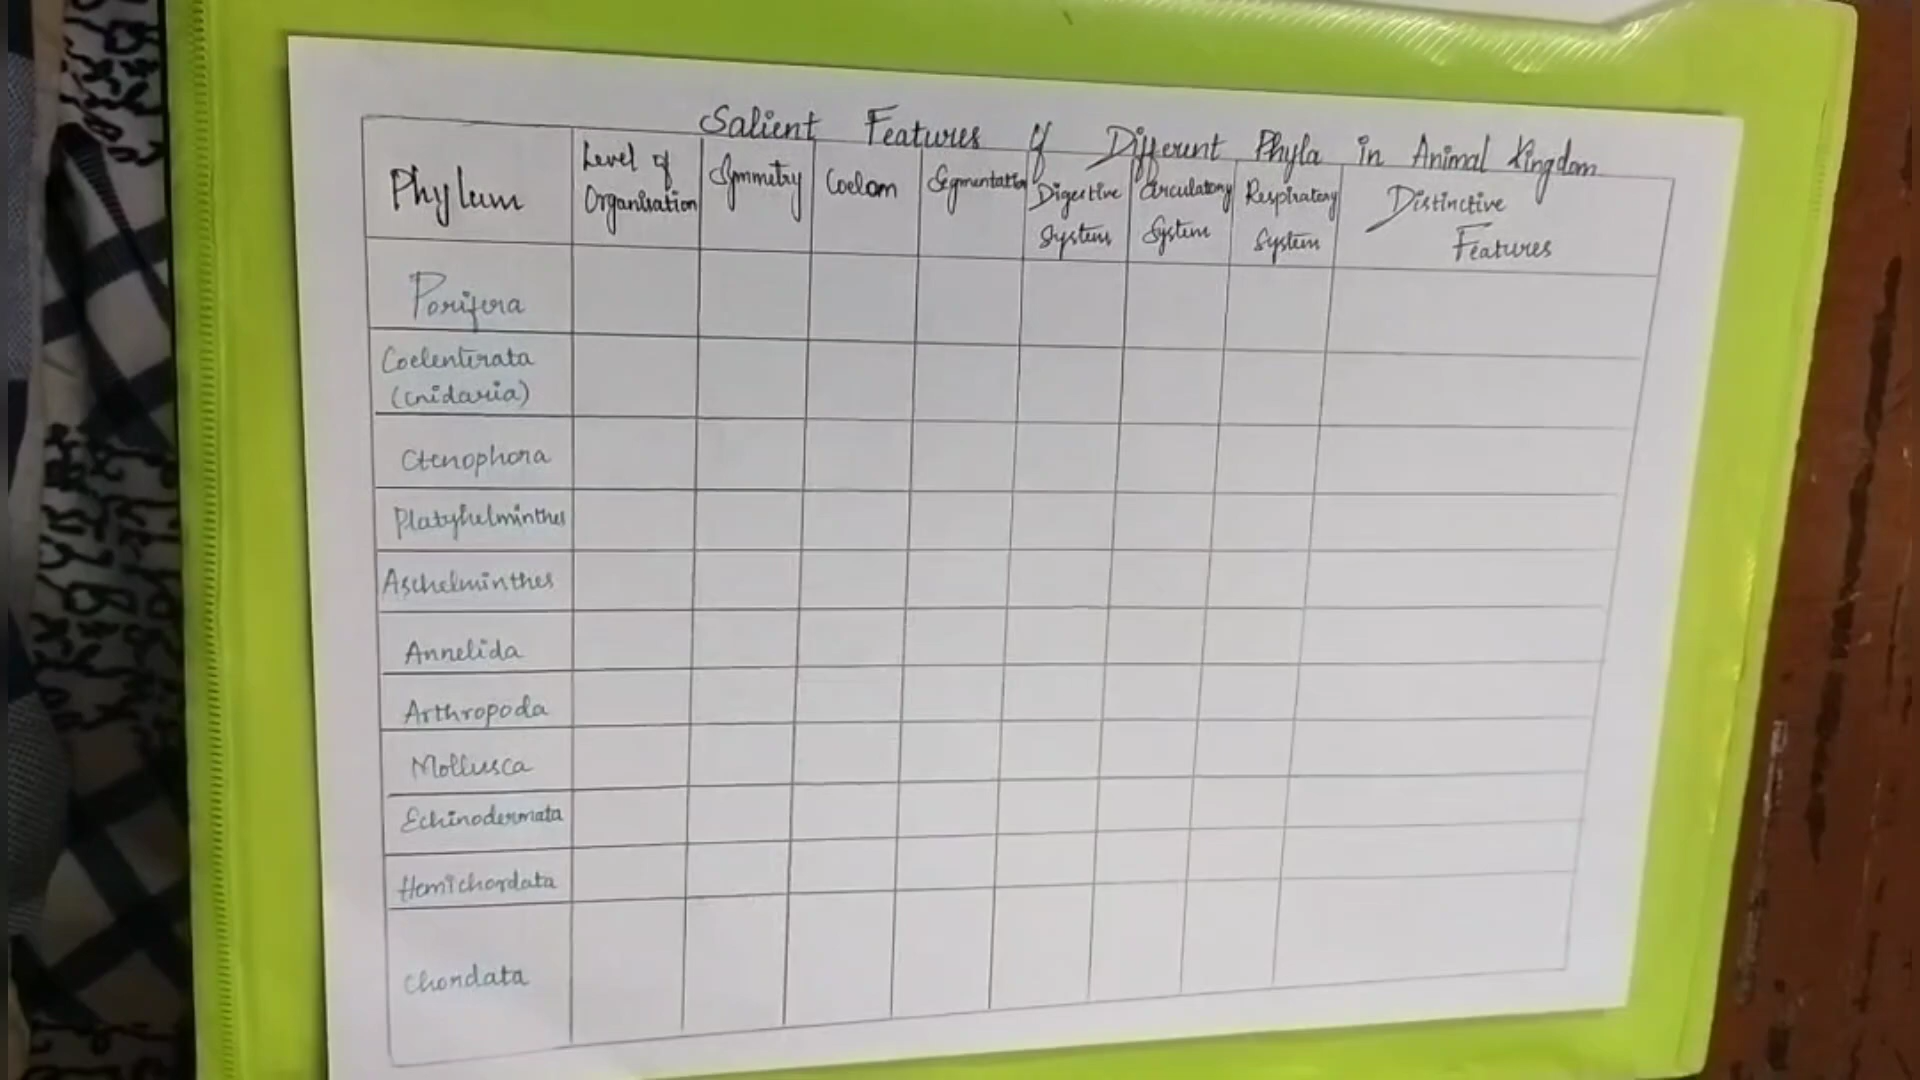 Salient Features of Different Phyla in Animal Kingdom
Phylum
Level of
Organisation
Symmetry
Coelom
Segmentation
Digestive
System
Circulatory
System
Respiratory
System
Distinctive
Features
Porifera
Coelenterata
(cnidaria)
Ctenophora
Platyhelminthes
Aschelminthes
Annelida
Arthropoda
Mollusca
Echinodermata
Hemichordata
Chordata